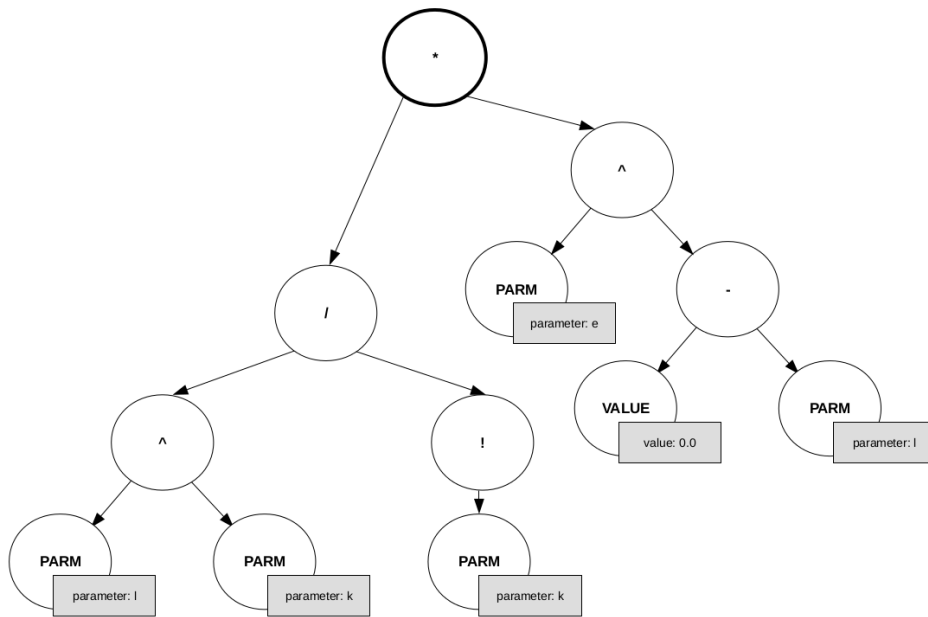 *
^
PARM
parameter: e
-
/
VALUE
value: 0.0
PARM
parameter: l
^
!
PARM
parameter: l
PARM
parameter: k
PARM
parameter: k